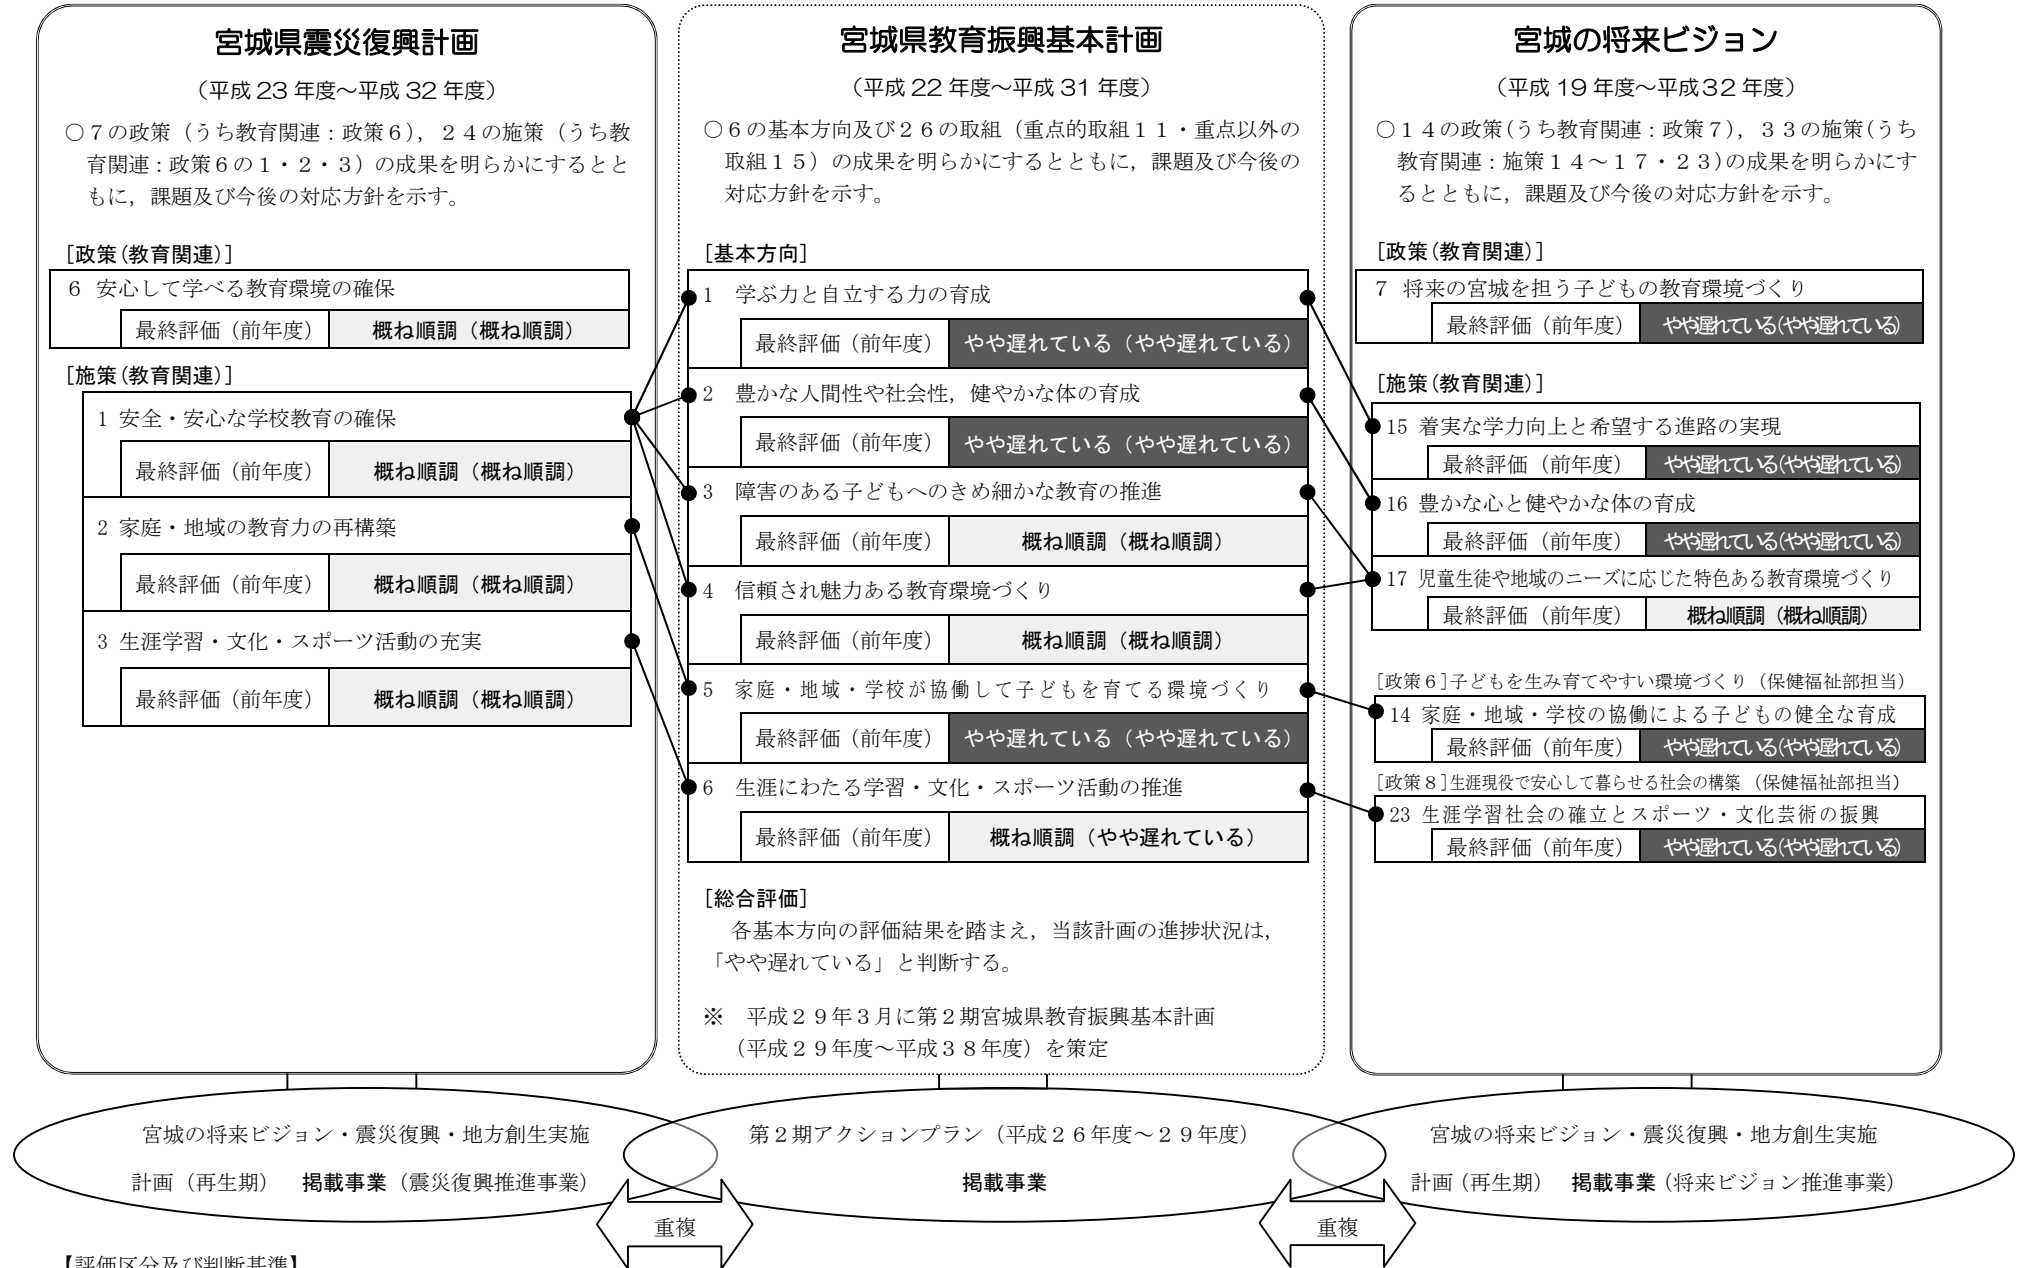 宮城県震災復興計画
（平成 23 年度～平成 32 年度）
○７の政策（うち教育関連：政策６），２４の施策（うち教
育関連：政策６の１・２・３）の成果を明らかにするとと
もに，課題及び今後の対応方針を示す。
［政策(教育関連)］
６ 安心して学べる教育環境の確保
最終評価（前年度） 概ね順調（概ね順調）
［施策(教育関連)］
1 安全・安心な学校教育の確保
最終評価（前年度） 概ね順調（概ね順調）
2 家庭・地域の教育力の再構築
最終評価（前年度） 概ね順調（概ね順調）
3 生涯学習・文化・スポーツ活動の充実
最終評価（前年度） 概ね順調（概ね順調）
宮城県教育振興基本計画
（平成 22 年度～平成 31 年度）
○６の基本方向及び２６の取組（重点的取組１１・重点以外の
取組１５）の成果を明らかにするとともに，課題及び今後の
対応方針を示す。
［基本方向］
1 学ぶ力と自立する力の育成
最終評価（前年度） やや遅れている（やや遅れている）
2 豊かな人間性や社会性，健やかな体の育成
最終評価（前年度） やや遅れている（やや遅れている）
3 障害のある子どもへのきめ細かな教育の推進
最終評価（前年度） 概ね順調（概ね順調）
4 信頼され魅力ある教育環境づくり
最終評価（前年度） 概ね順調（概ね順調）
5 家庭・地域・学校が協働して子どもを育てる環境づくり
最終評価（前年度） やや遅れている（やや遅れている）
6 生涯にわたる学習・文化・スポーツ活動の推進
最終評価（前年度） 概ね順調（やや遅れている）
［総合評価］
各基本方向の評価結果を踏まえ，当該計画の進捗状況は，
「やや遅れている」と判断する。
※ 平成２９年３月に第２期宮城県教育振興基本計画
（平成２９年度～平成３８年度）を策定
宮城の将来ビジョン
（平成 19 年度～平成32 年度）
○１４の政策(うち教育関連：政策７)，３３の施策(うち
教育関連：施策１４～１７・２３)の成果を明らかにす
るとともに，課題及び今後の対応方針を示す。
［政策(教育関連)］
７ 将来の宮城を担う子どもの教育環境づくり
最終評価（前年度） やや遅れている(やや遅れている)
［施策(教育関連)］
15 着実な学力向上と希望する進路の実現
最終評価（前年度） やや遅れている(やや遅れている)
16 豊かな心と健やかな体の育成
最終評価（前年度） やや遅れている(やや遅れている)
17 児童生徒や地域のニーズに応じた特色ある教育環境づくり
最終評価（前年度） 概ね順調（概ね順調）
［政策６］子どもを生み育てやすい環境づくり（保健福祉部担当）
14 家庭・地域・学校の協働による子どもの健全な育成
最終評価（前年度） やや遅れている(やや遅れている)
［政策８］生涯現役で安心して暮らせる社会の構築（保健福祉部担当）
23 生涯学習社会の確立とスポーツ・文化芸術の振興
最終評価（前年度） やや遅れている(やや遅れている)
宮城の将来ビジョン・震災復興・地方創生実施
計画（再生期） 掲載事業（震災復興推進事業）
第２期アクションプラン（平成２６年度～２９年度）
掲載事業
宮城の将来ビジョン・震災復興・地方創生実施
計画（再生期） 掲載事業（将来ビジョン推進事業）
重複
重複
【評価区分及び判断基準】